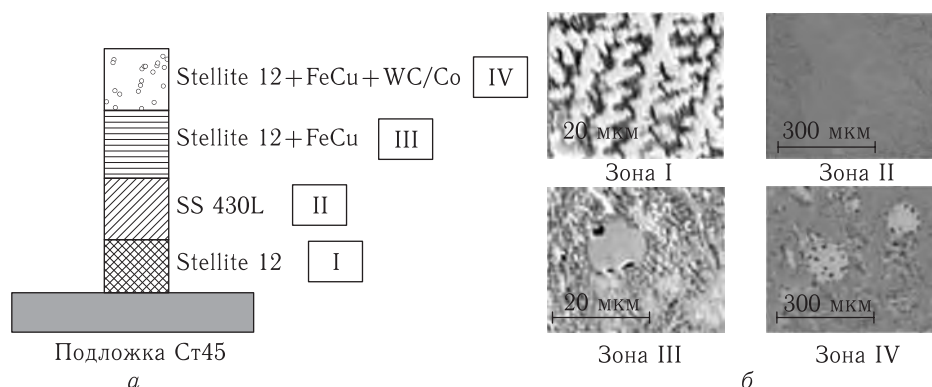 Stellite 12+FeCu+WC/Co IV
Stellite 12+FeCu III
SS 430L II
Stellite 12 I
Подложка Ст45
а
20 мкм
Зона I
300 мкм
Зона II
20 мкм
Зона III
300 мкм
Зона IV
б